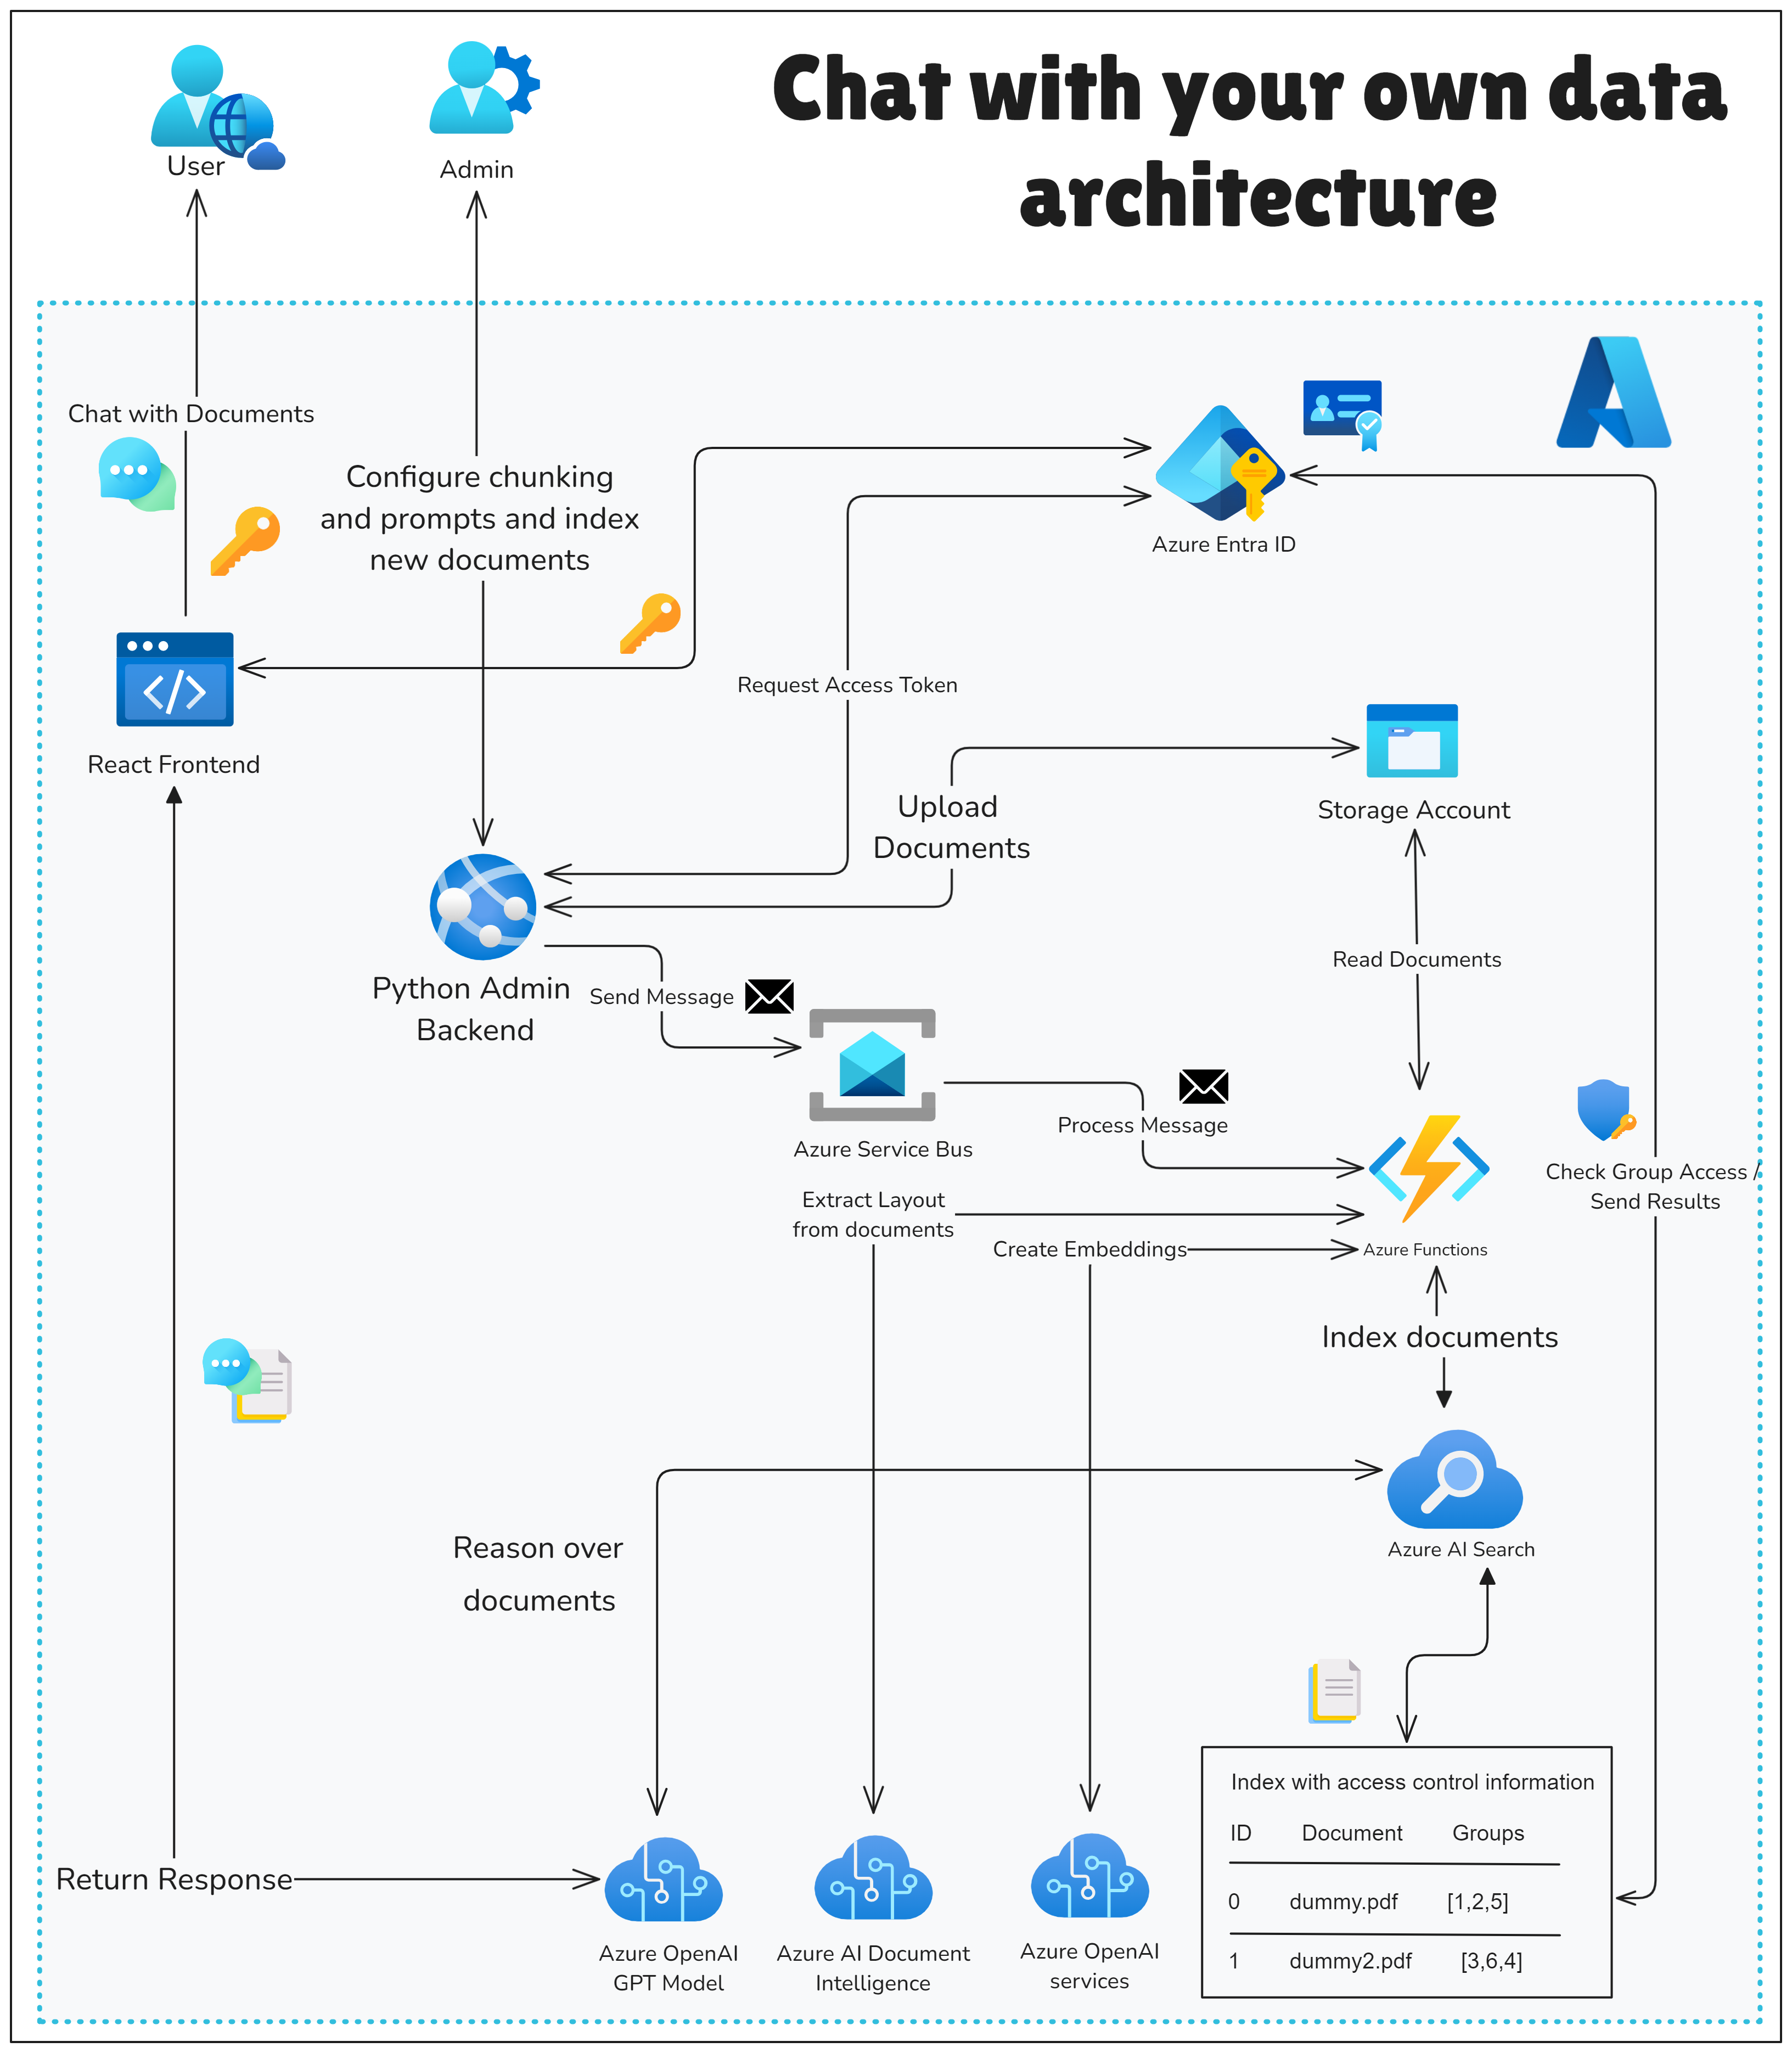 Chat with your own data
architecture
User
Admin
Chat with Documents
Configure chunking
and prompts and index
new documents
Azure Entra ID
Request Access Token
React Frontend
Upload
Documents
Storage Account
Read Documents
Python Admin
Backend
Send Message
Azure Service Bus
Process Message
Check Group Access /
Send Results
Extract Layout
from documents
Create Embeddings
Azure Functions
Index documents
Reason over
documents
Azure AI Search
Index with access control information
ID Document Groups
0 dummy.pdf [1,2,5]
1 dummy2.pdf [3,6,4]
Return Response
Azure OpenAI
GPT Model
Azure AI Document
Intelligence
Azure OpenAI
services